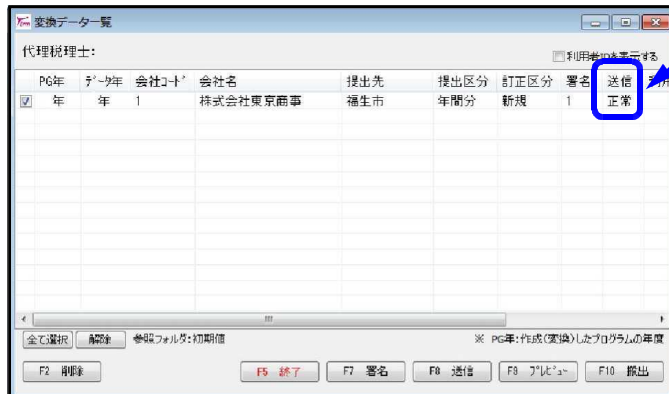 変換データ一覧
代理税理士:
利用者IDを表示する
PG年 データ年 会社コード 会社名 提出先 提出区分 訂正区分 署名 送信
年 年 1 株式会社東京商事 福生市 年間分 新規 1 正常
全て選択 解除 参照フォルダ:初期値 ※ PG年:作成(変換)したプログラムの年度
F2 削除 F5 終了 F7 署名 F8 送信 F9 プレビュー F10 搬出